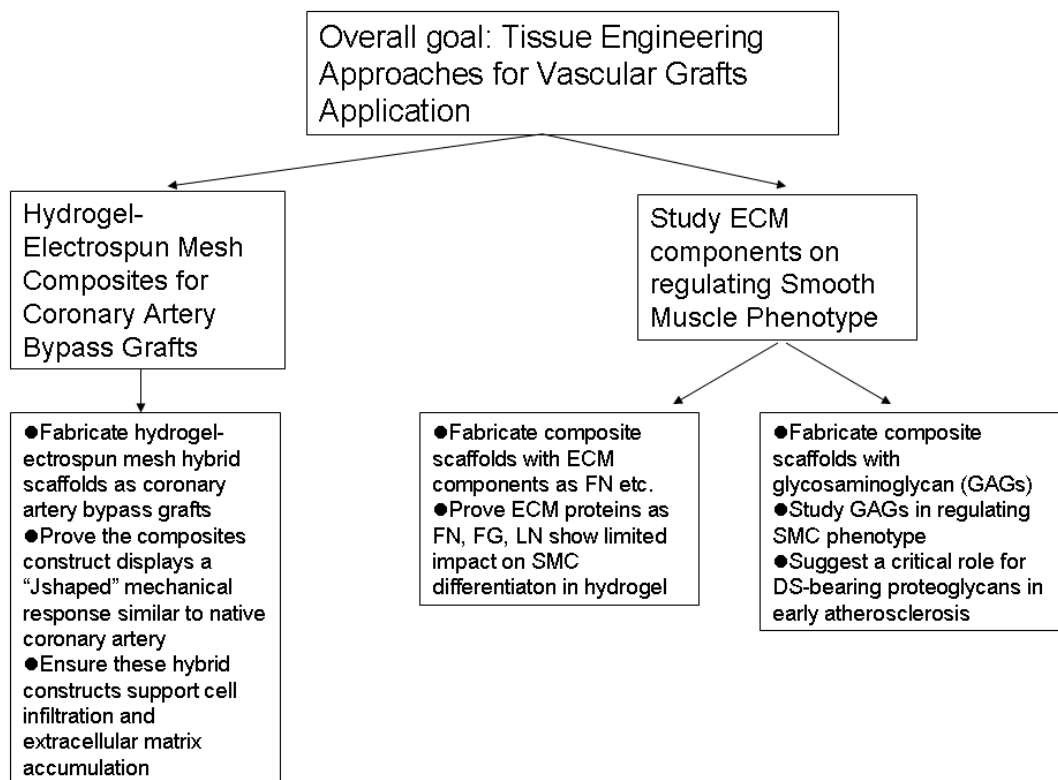 Overall goal: Tissue Engineering
Approaches for Vascular Grafts
Application
Hydrogel-
Electrospun Mesh
Composites for
Coronary Artery
Bypass Grafts
Study ECM
components on
regulating Smooth
Muscle Phenotype
●Fabricate hydrogel-
ectrospun mesh hybrid
scaffolds as coronary
artery bypass grafts
●Prove the composites
construct displays a
“Jshaped” mechanical
response similar to native
coronary artery
●Ensure these hybrid
constructs support cell
infiltration and
extracellular matrix
accumulation
●Fabricate composite
scaffolds with ECM
components as FN etc.
●Prove ECM proteins as
FN, FG, LN show limited
impact on SMC
differentiaton in hydrogel
●Fabricate composite
scaffolds with
glycosaminoglycan (GAGs)
●Study GAGs in regulating
SMC phenotype
●Suggest a critical role for
DS-bearing proteoglycans in
early atherosclerosis